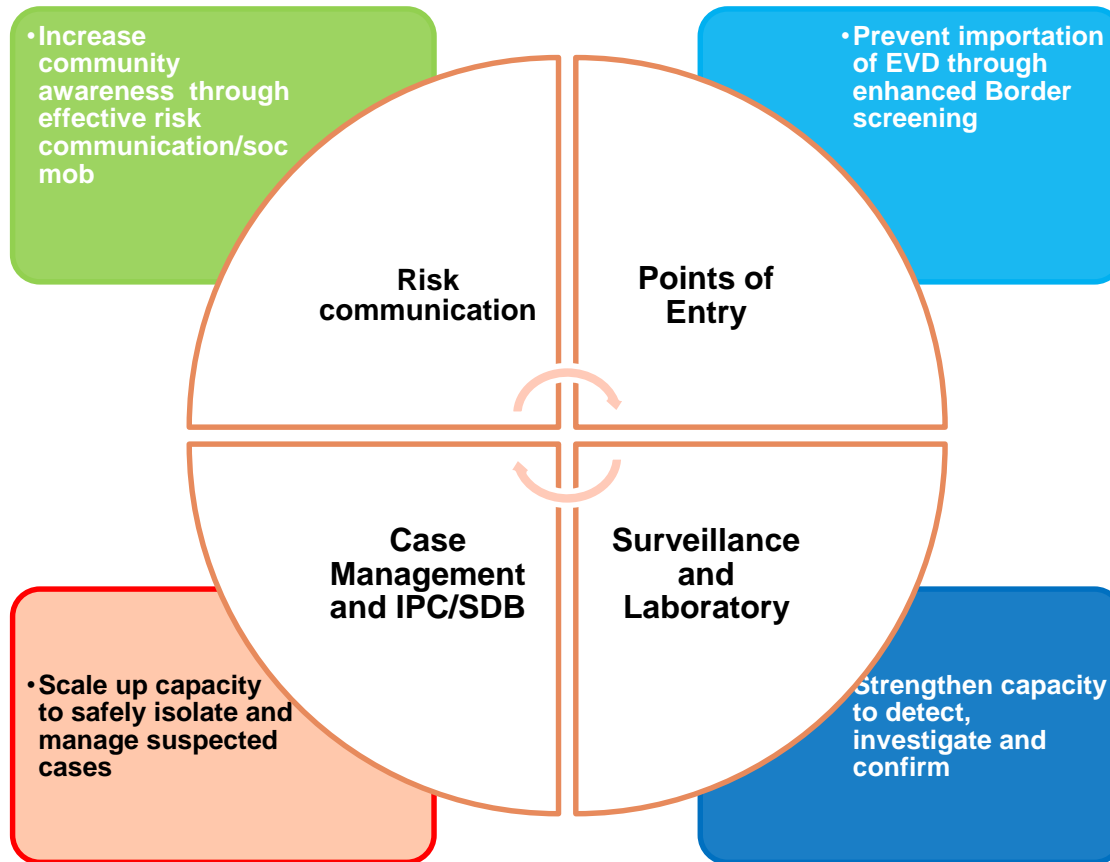 •Increase
community
awareness through
effective risk
communication/soc
mob
•Prevent importation
of EVD through
enhanced Border
screening
Risk
communication
Points of
Entry
Case
Management
and IPC/SDB
Surveillance
and
Laboratory
•Scale up capacity
to safely isolate and
manage suspected
cases
Strengthen capacity
to detect,
investigate and
confirm